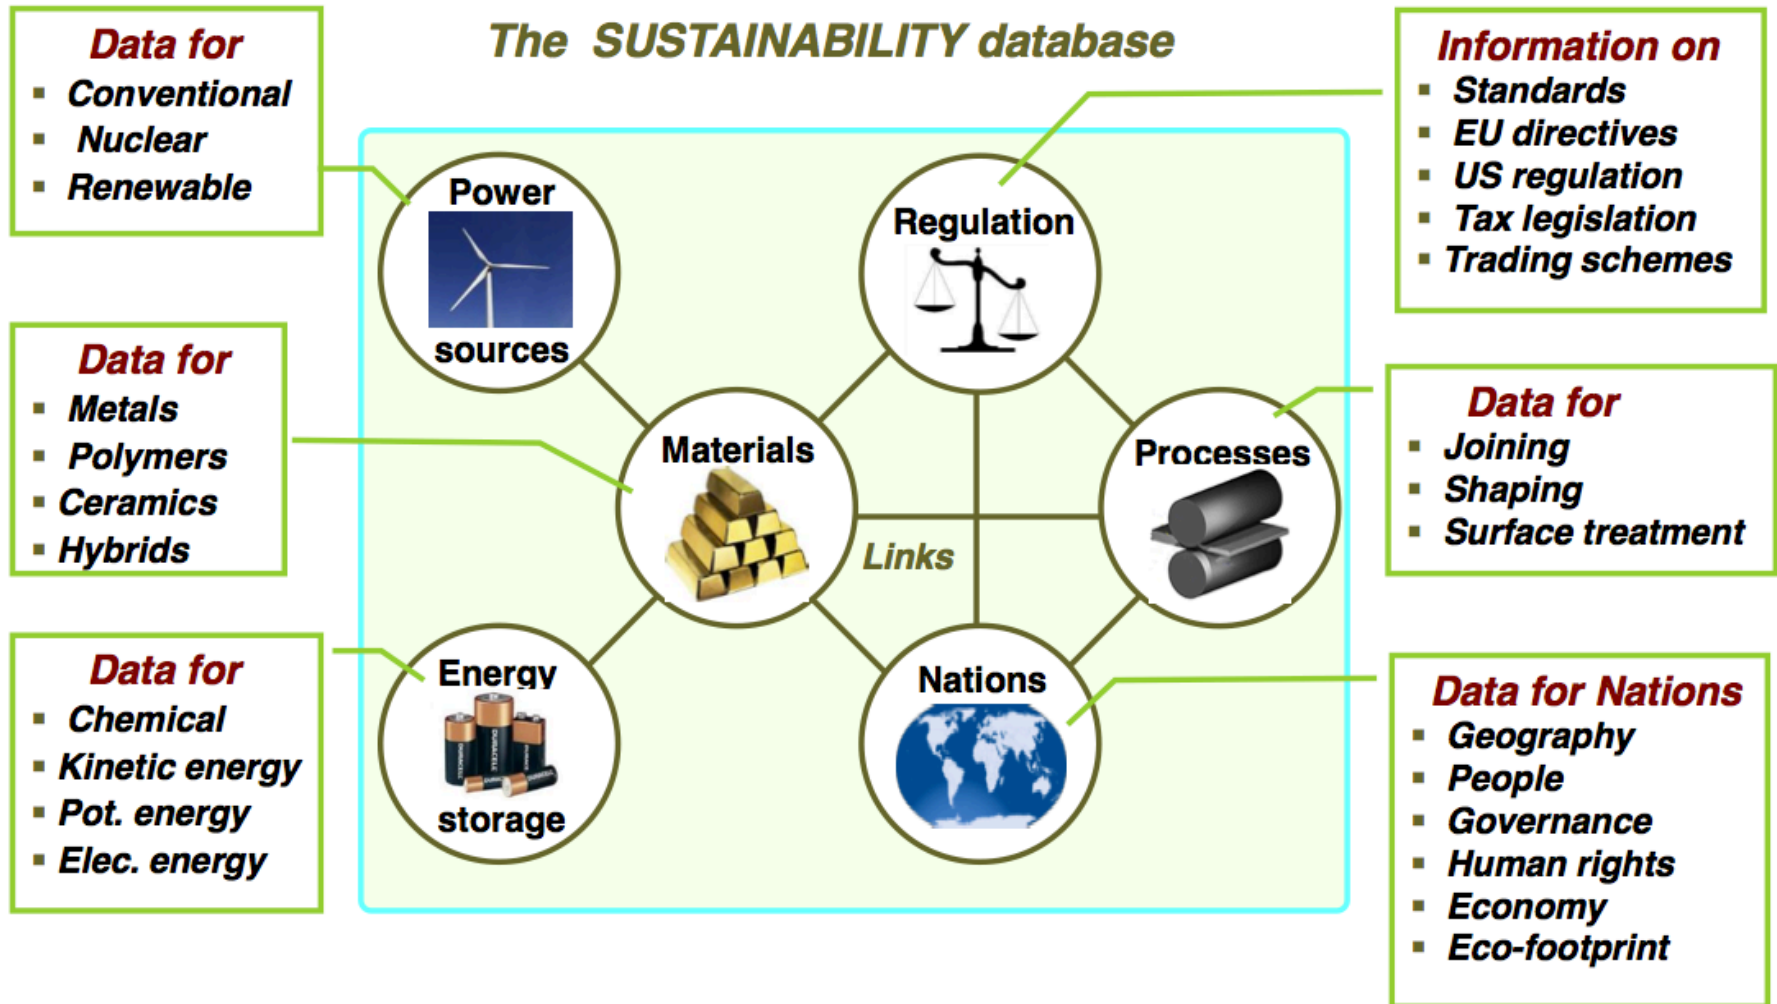 The SUSTAINABILITY database
Data for
▪ Conventional
▪ Nuclear
▪ Renewable
Data for
▪ Metals
▪ Polymers
▪ Ceramics
▪ Hybrids
Data for
▪ Chemical
▪ Kinetic energy
▪ Pot. energy
▪ Elec. energy
Power
sources
Regulation
Materials
Processes
Links
Energy
DURACELL
storage
Nations
Information on
▪ Standards
▪ EU directives
▪ US regulation
▪ Tax legislation
▪ Trading schemes
Data for
▪ Joining
▪ Shaping
▪ Surface treatment
Data for Nations
▪ Geography
▪ People
▪ Governance
▪ Human rights
▪ Economy
▪ Eco-footprint